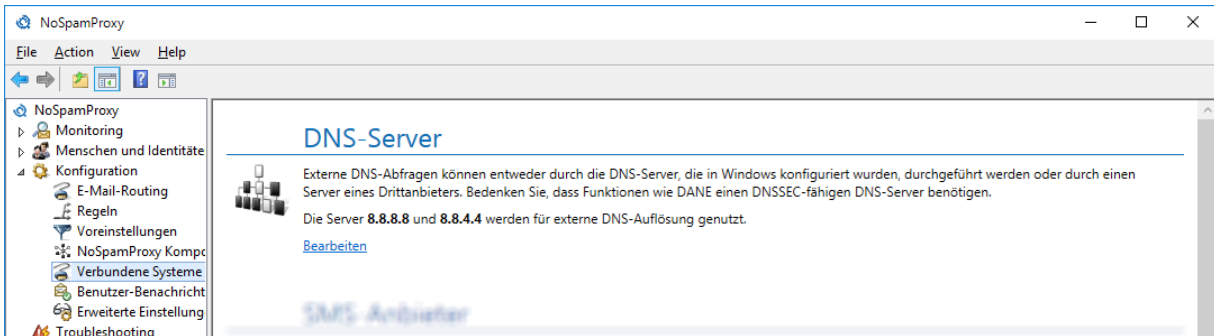 NoSpamProxy
File Action View Help
NoSpamProxy
Monitoring
Menschen und Identitäte
Konfiguration
E-Mail-Routing
Regeln
Voreinstellungen
NoSpamProxy Kompo
Verbundene Systeme
Benutzer-Benachricht
Erweiterte Einstellung
Troubleshooting
DNS-Server
Externe DNS-Abfragen können entweder durch die DNS-Server, die in Windows konfiguriert wurden, durchgeführt werden oder durch einen
Server eines Drittanbieters. Bedenken Sie, dass Funktionen wie DANE einen DNSSEC-fähigen DNS-Server benötigen.
Die Server 8.8.8.8 und 8.8.4.4 werden für externe DNS-Auflösung genutzt.
Bearbeiten
SMS-Anbieter